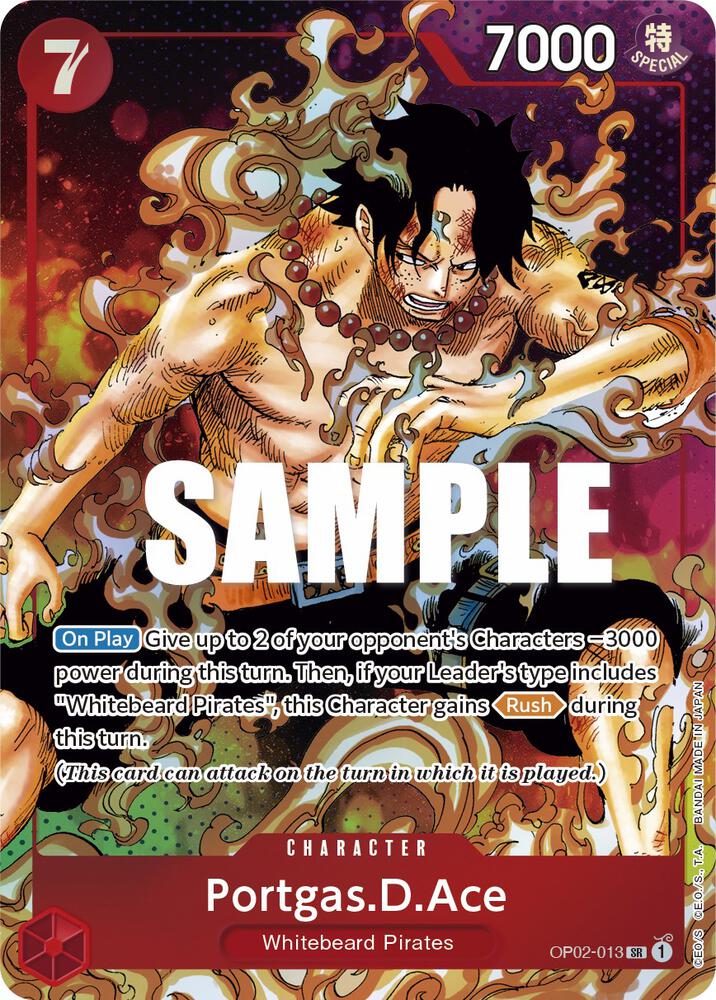 7
7000
特
SPECIAL
SAMPLE
On Play Give up to 2 of your opponent's Characters −3000
power during this turn. Then, if your Leader's type includes
"Whitebeard Pirates", this Character gains Rush during
this turn.
(This card can attack on the turn in which it is played.)
CHARACTER
Portgas.D.Ace
Whitebeard Pirates
OP02-013 SR 1
©EO/S ©E.O./S., T.A. BANDAI MADE IN JAPAN